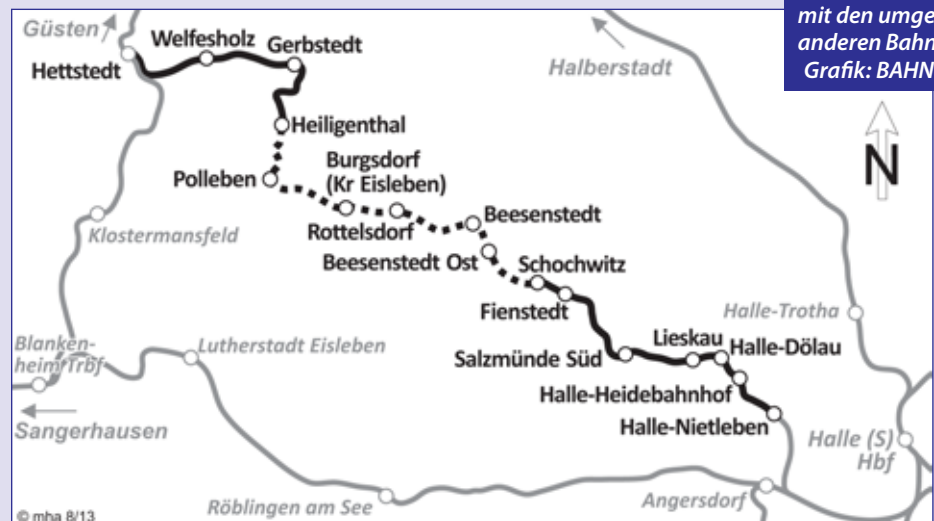 mit den umge
anderen Bahn
Grafik: BAHN
Güsten
Welfesholz
Gerbstedt
Hettstedt
Halberstadt
Heiligenthal
N
Burgsdorf
(Kr Eisleben)
Polleben
Beesenstedt
Rottelsdorf
Klostermansfeld
Beesenstedt Ost
Schochwitz
Fienstedt
Halle-Trotha
Blanken-
heim Trbf
Lutherstadt Eisleben
Lieskau
Halle-Dölau
Salzmünde Süd
Halle-Heidebahnhof
Halle-Nietleben
Sangerhausen
Halle (S)
Hbf
Röblingen am See
Angersdorf
© mha 8/13